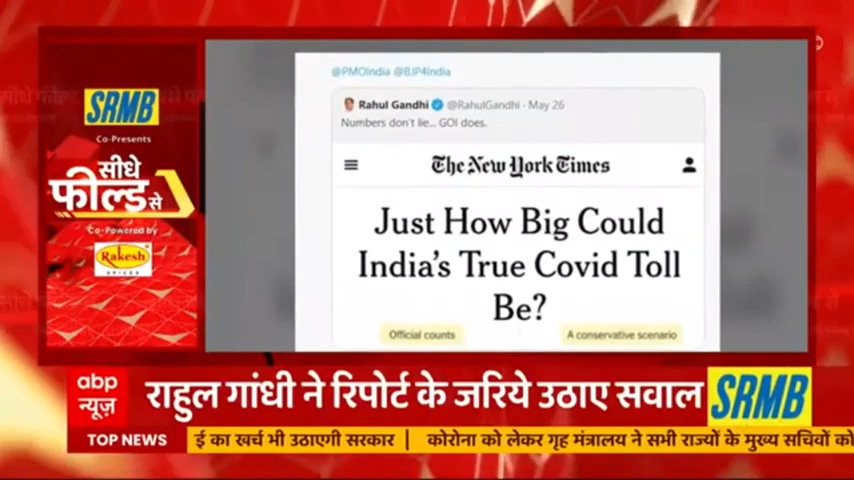 SRMB
Co-Presents
सीधे
फील्ड से
Co-Powered by
Rakesh
SPICES
@PMOIndia @BJP4India
Rahul Gandhi @RahulGandhi · May 26
Numbers don't lie... GOI does.
The New York Times
Just How Big Could
India's True Covid Toll
Be?
Official counts
A conservative scenario
abp
न्यूज़
राहुल गांधी ने रिपोर्ट के जरिये उठाए सवाल
SRMB
TOP NEWS
ई का खर्च भी उठाएगी सरकार | कोरोना को लेकर गृह मंत्रालय ने सभी राज्यों के मुख्य सचिवों को